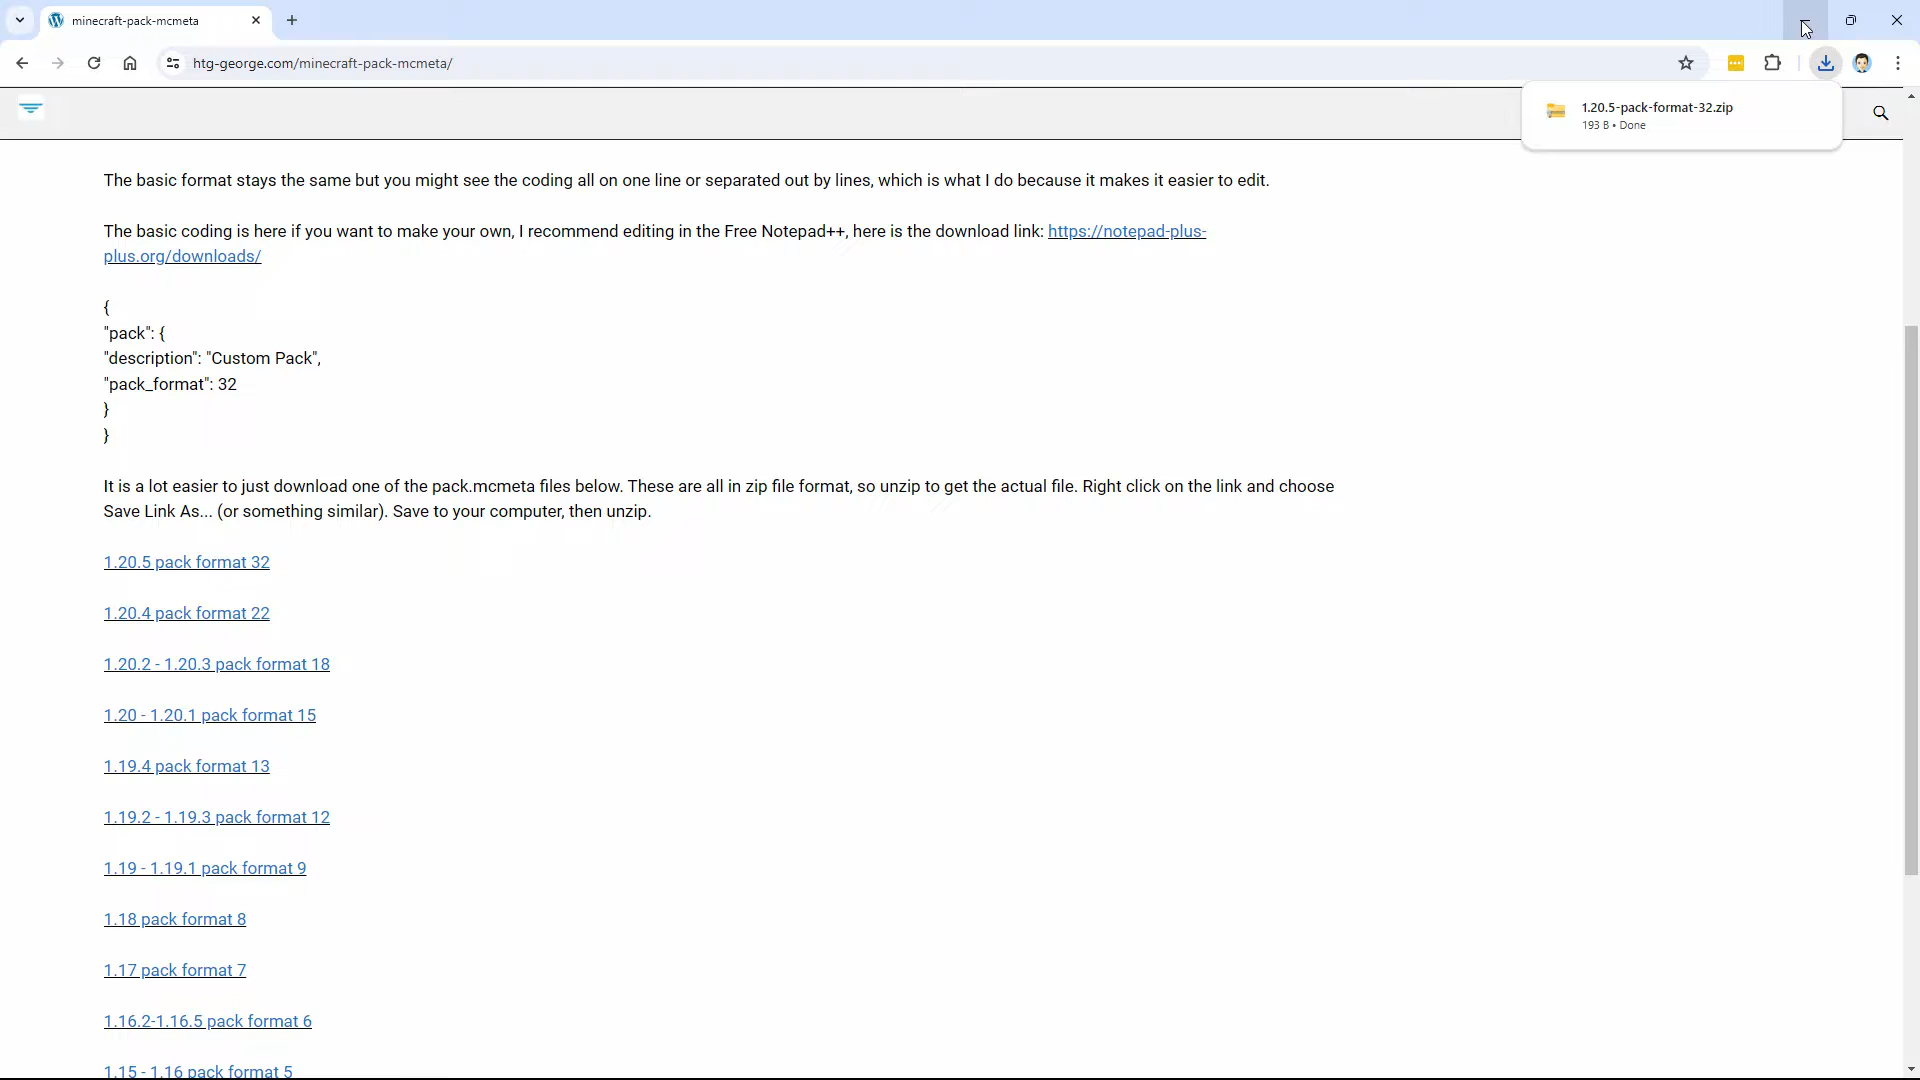 minecraft-pack-mcmeta
htg-george.com/minecraft-pack-mcmeta/
1.20.5-pack-format-32.zip
193 B • Done
The basic format stays the same but you might see the coding all on one line or separated out by lines, which is what I do because it makes it easier to edit.
The basic coding is here if you want to make your own, I recommend editing in the Free Notepad++, here is the download link: https://notepad-plus-
plus.org/downloads/
{
"pack": {
"description": "Custom Pack",
"pack_format": 32
}
}
It is a lot easier to just download one of the pack.mcmeta files below. These are all in zip file format, so unzip to get the actual file. Right click on the link and choose
Save Link As... (or something similar). Save to your computer, then unzip.
1.20.5 pack format 32
1.20.4 pack format 22
1.20.2 - 1.20.3 pack format 18
1.20 - 1.20.1 pack format 15
1.19.4 pack format 13
1.19.2 - 1.19.3 pack format 12
1.19 - 1.19.1 pack format 9
1.18 pack format 8
1.17 pack format 7
1.16.2-1.16.5 pack format 6
1.15 - 1.16 pack format 5